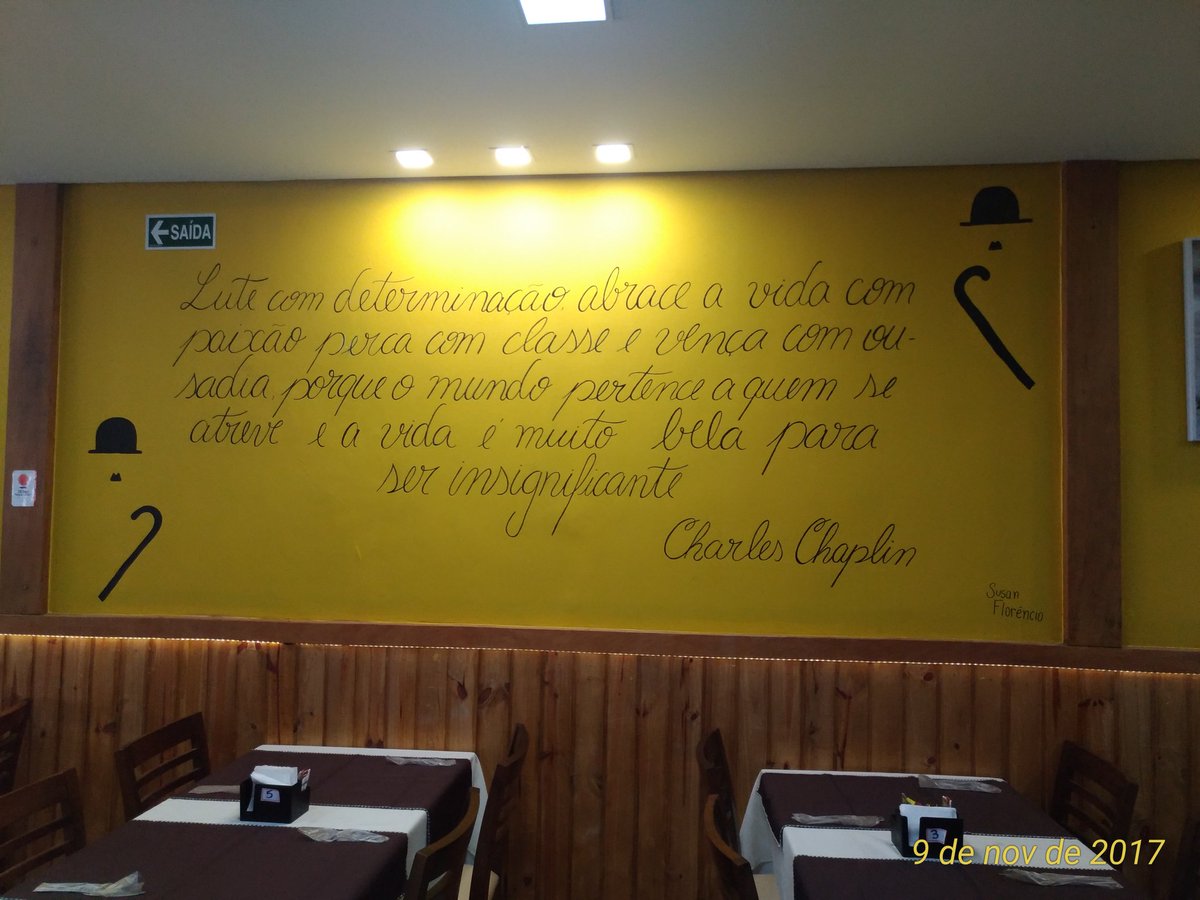 SAÍDA
Lute com determinação, abrace a vida com
paixão perca com classe e vença com ou-
sadia, porque o mundo pertence a quem se
atreve e a vida é muito bela para
ser insignificante
Charles Chaplin
Susan
Florêncio
5
3
9 de nov de 2017